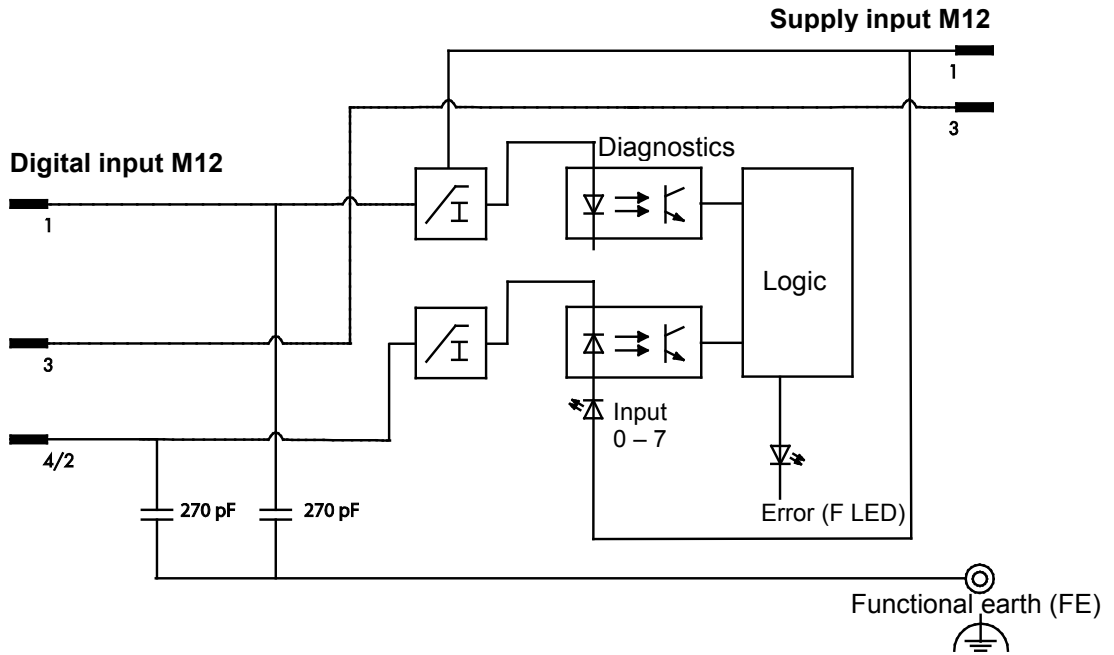 Supply input M12
1
3
Digital input M12
Diagnostics
1
Logic
3
Input
0 – 7
4/2
270 pF
270 pF
Error (F LED)
Functional earth (FE)